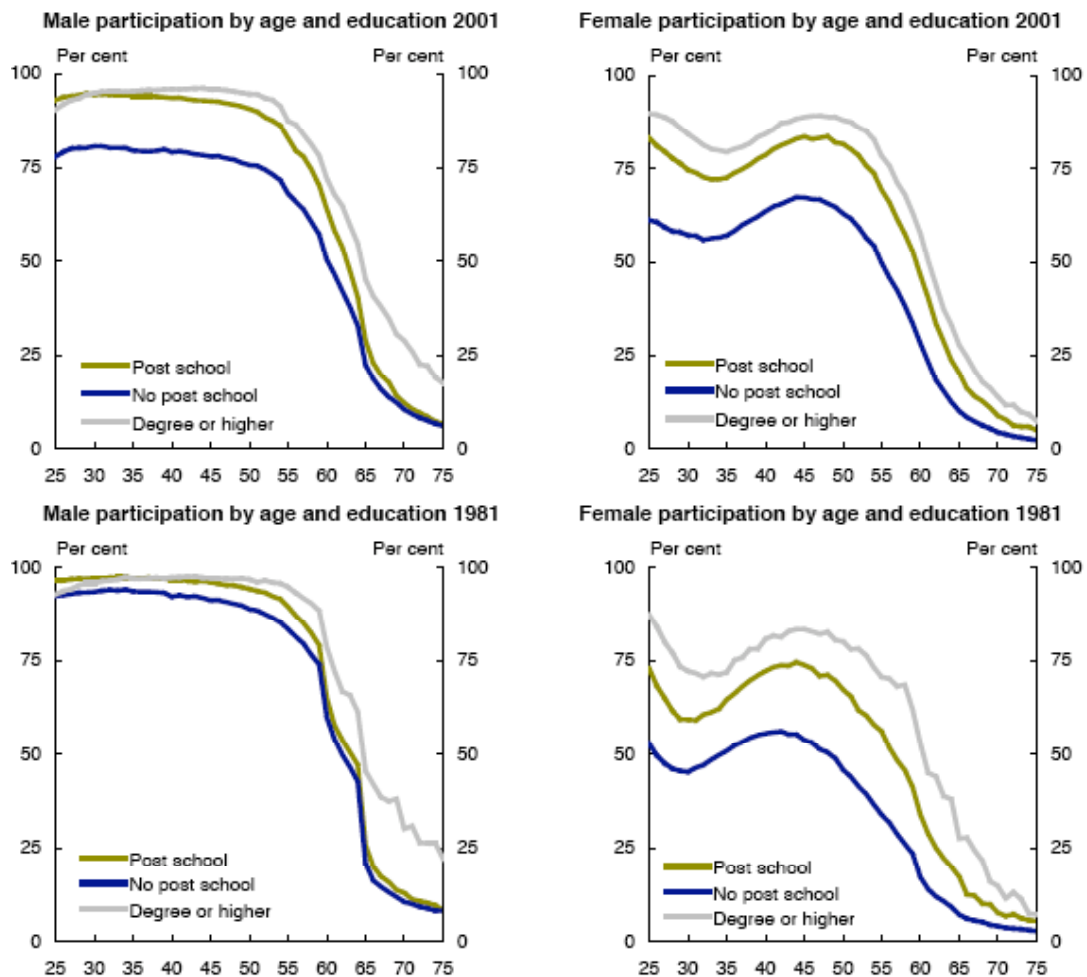 Male participation by age and education 2001
Per cent Per cent
100 100
75 75
50 50
25 25
0 0
Post school
No post school
Degree or higher
25 30 35 40 45 50 55 60 65 70 75
Female participation by age and education 2001
Per cent Per cent
100 100
75 75
50 50
25 25
0 0
Post school
No post school
Degree or higher
25 30 35 40 45 50 55 60 65 70 75
Male participation by age and education 1981
Per cent Per cent
100 100
75 75
50 50
25 25
0 0
Post school
No post school
Degree or higher
25 30 35 40 45 50 55 60 65 70 75
Female participation by age and education 1981
Per cent Per cent
100 100
75 75
50 50
25 25
0 0
Post school
No post school
Degree or higher
25 30 35 40 45 50 55 60 65 70 75